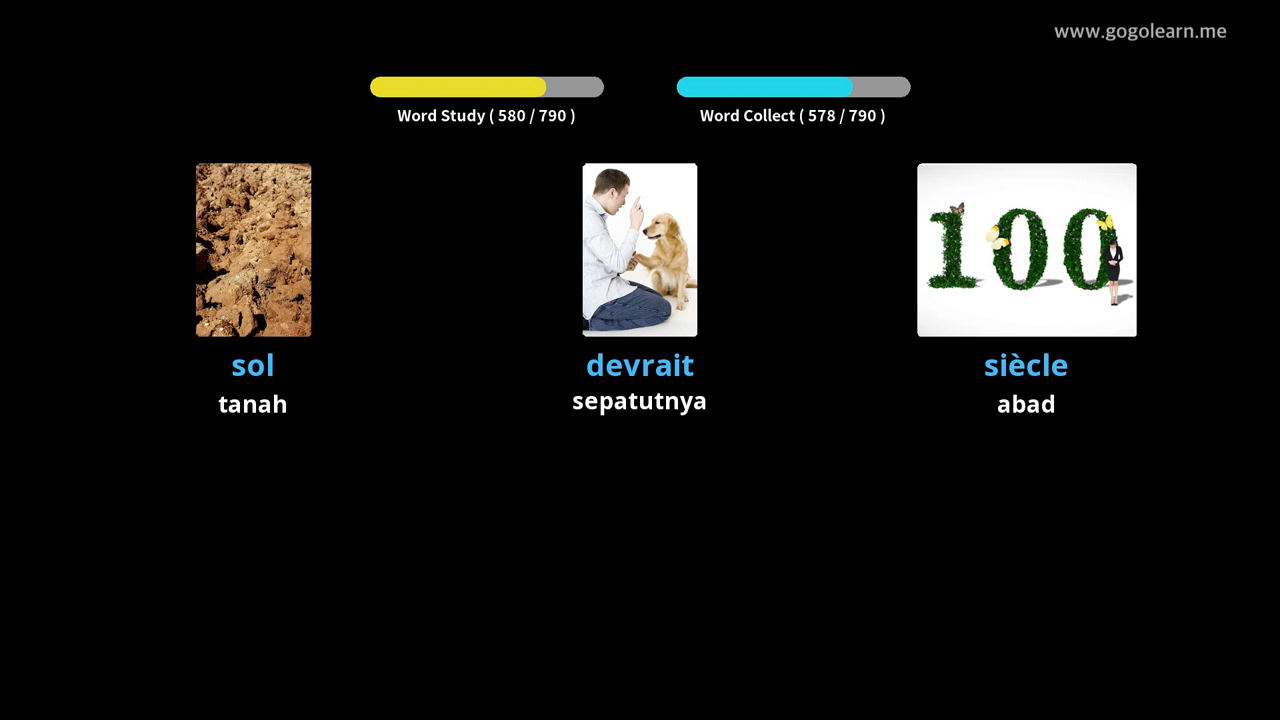 www.gogolearn.me
Word Study ( 580 / 790 )
Word Collect ( 578 / 790 )
sol
devrait
siècle
tanah
sepatutnya
abad